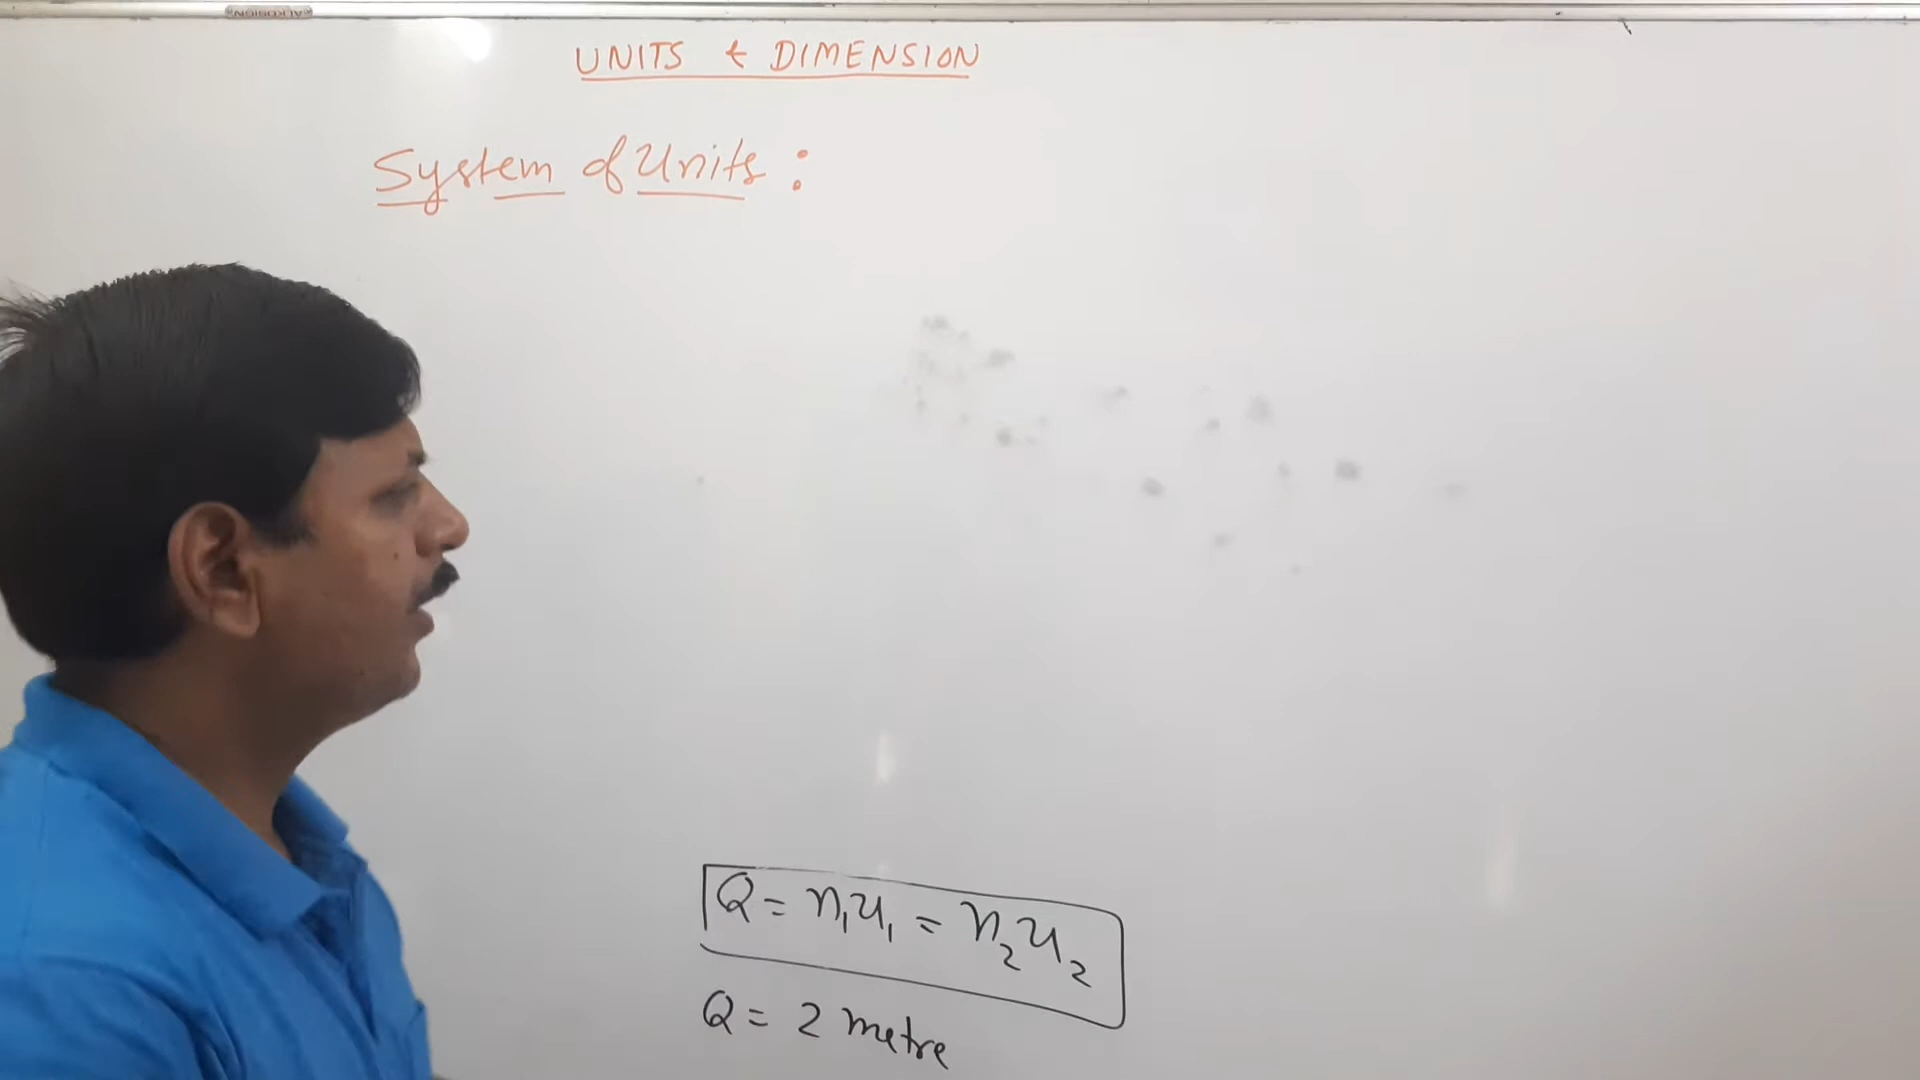 UNITS & DIMENSION
System of Units :
Q = n₁u₁ = n₂u₂
Q = 2 metre